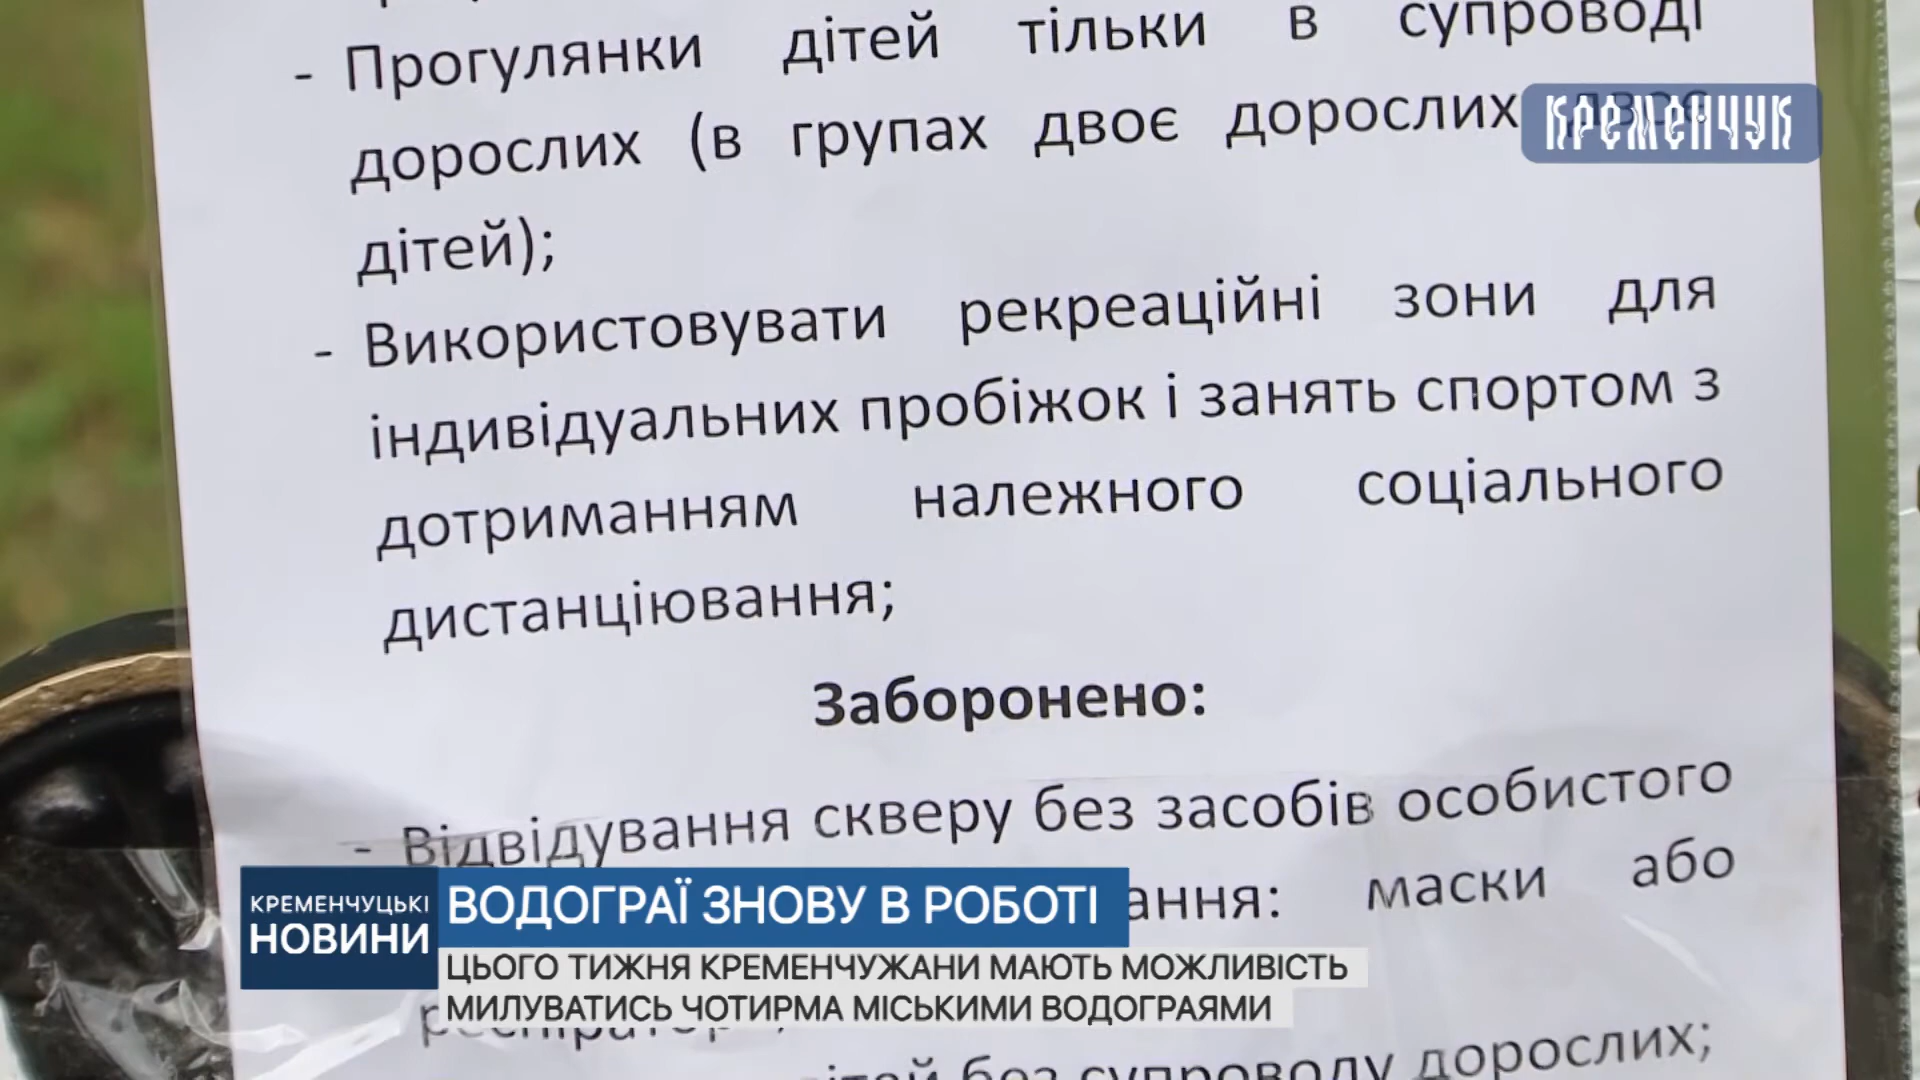 - Прогулянки дітей тільки в супроводі
дорослих (в групах двоє дорослих двоє
дітей);
- Використовувати рекреаційні зони для
індивідуальних пробіжок і занять спортом з
дотриманням належного соціального
дистанціювання;
Заборонено:
- Відвідування скверу без засобів особистого
маски або
без супроводу дорослих;
КРЕМЕНЧУК
КРЕМЕНЧУЦЬКІ
НОВИНИ
ВОДОГРАЇ ЗНОВУ В РОБОТІ
ЦЬОГО ТИЖНЯ КРЕМЕНЧУЖАНИ МАЮТЬ МОЖЛИВІСТЬ
МИЛУВАТИСЬ ЧОТИРМА МІСЬКИМИ ВОДОГРАЯМИ